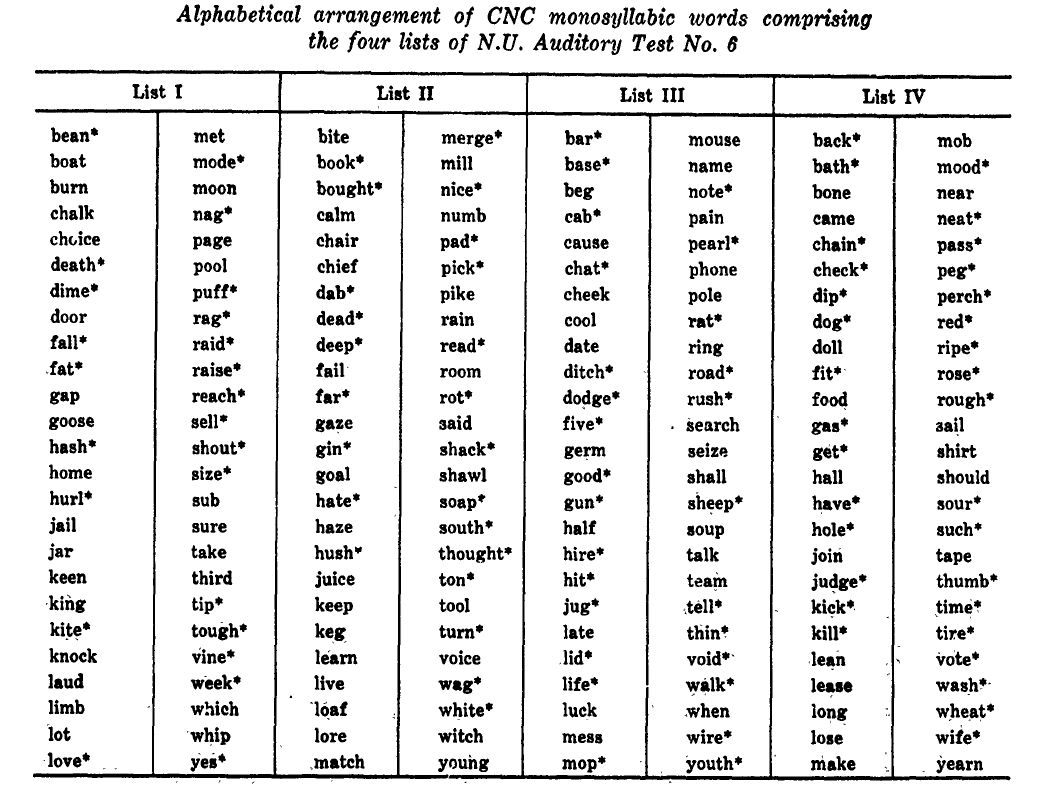 Alphabetical arrangement of CNC monosyllabic words comprising
the four lists of N.U. Auditory Test No. 6
List I List II List III List IV
bean* met bite merge* bar* mouse back* mob
boat mode* book* mill base* name bath* mood*
burn moon bought* nice* beg note* bone near
chalk nag* calm numb cab* pain came neat*
choice page chair pad* cause pearl* chain* pass*
death* pool chief pick* chat* phone check* peg*
dime* puff* dab* pike cheek pole dip* perch*
door rag* dead* rain cool rat* dog* red*
fall* raid* deep* read* date ring doll ripe*
fat* raise* fail room ditch* road* fit* rose*
gap reach* far* rot* dodge* rush* food rough*
goose sell* gaze said five* search gas* sail
hash* shout* gin* shack* germ seize get* shirt
home size* goal shawl good* shall hall should
hurl* sub hate* soap* gun* sheep* have* sour*
jail sure haze south* half soup hole* such*
jar take hush* thought* hire* talk join tape
keen third juice ton* hit* team judge* thumb*
king tip* keep tool jug* tell* kick* time*
kite* tough* keg turn* late thin* kill* tire*
knock vine* learn voice lid* void* lean vote*
laud week* live wag* life* walk* lease wash*
limb which loaf white* luck when long wheat*
lot whip lore witch mess wire* lose wife*
love* yes* match young mop* youth* make yearn